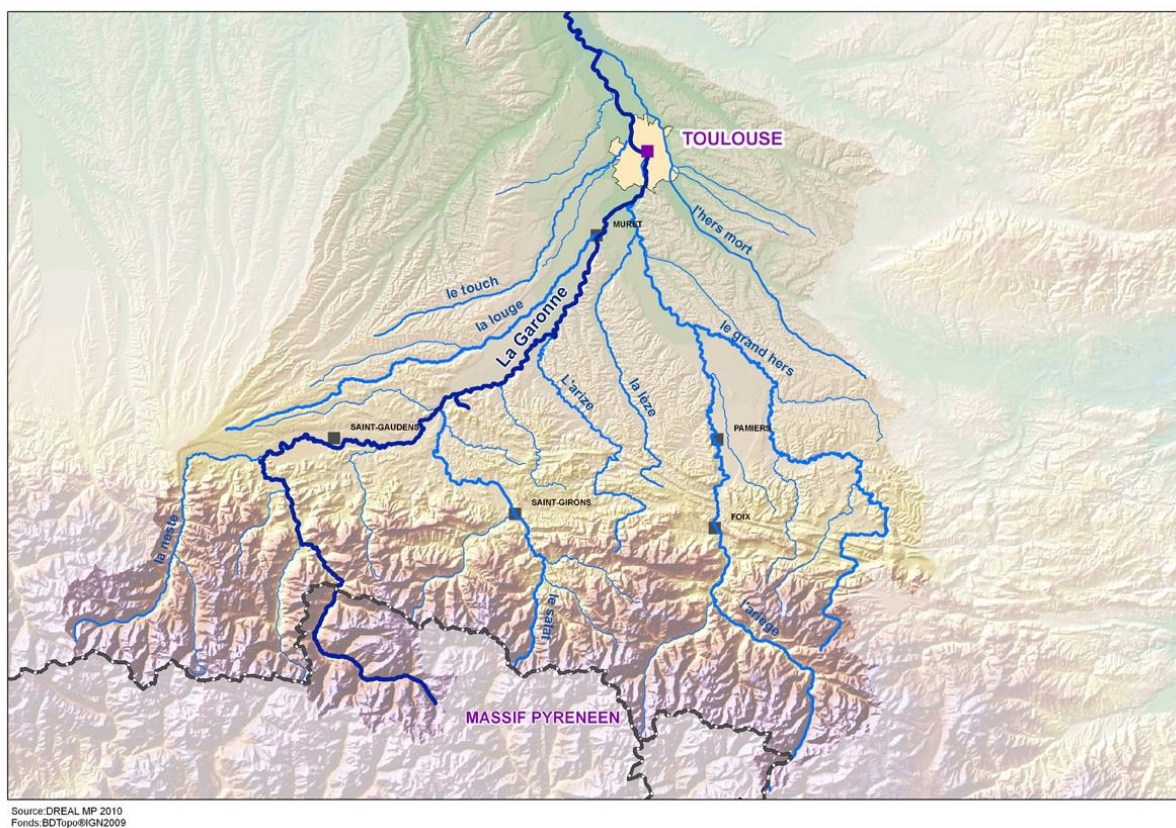 TOULOUSE
MURET
l'hers mort
le touch
la louge
La Garonne
le grand hers
L'arize
la lèze
SAINT-GAUDENS
PAMIERS
SAINT-GIRONS
FOIX
la neste
le salat
l'ariège
MASSIF PYRENEEN
Source:DREAL MP 2010
Fonds:BDTopo®IGN2009